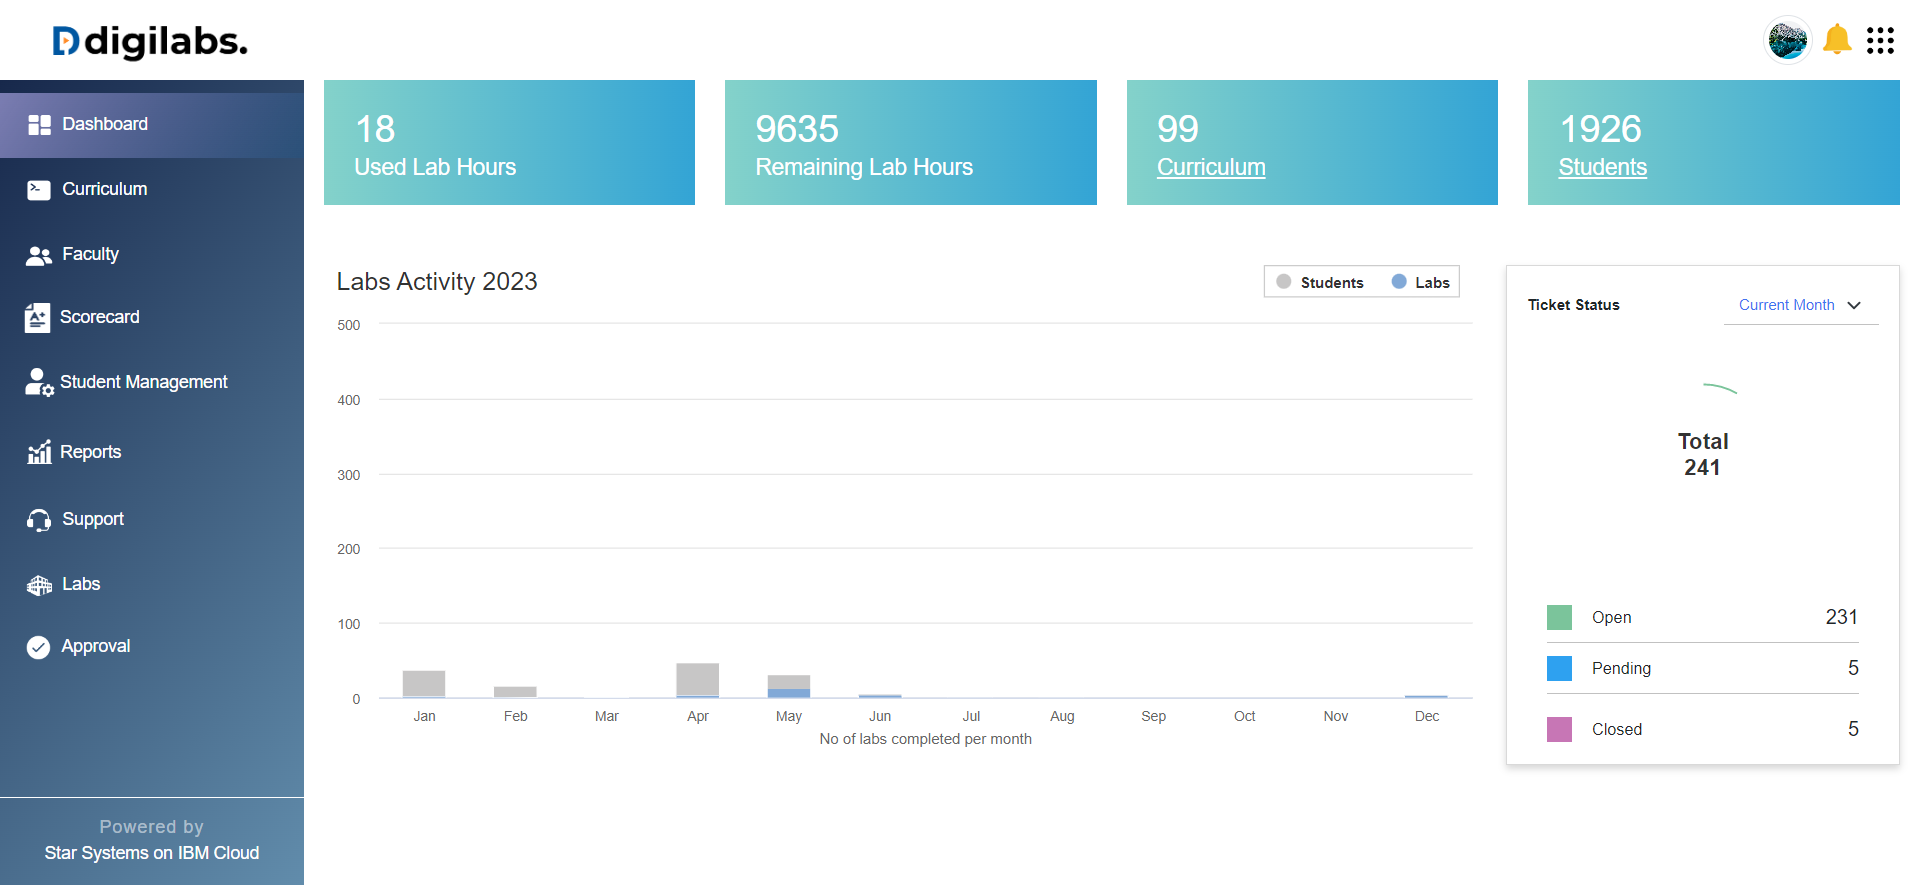 digilabs.
Dashboard
Curriculum
Faculty
Scorecard
Student Management
Reports
Support
Labs
Approval
Powered by
Star Systems on IBM Cloud
18
Used Lab Hours
9635
Remaining Lab Hours
99
Curriculum
1926
Students
Labs Activity 2023
Students Labs
500
400
300
200
100
0
Jan Feb Mar Apr May Jun Jul Aug Sep Oct Nov Dec
No of labs completed per month
Ticket Status
Current Month
Total
241
Open 231
Pending 5
Closed 5